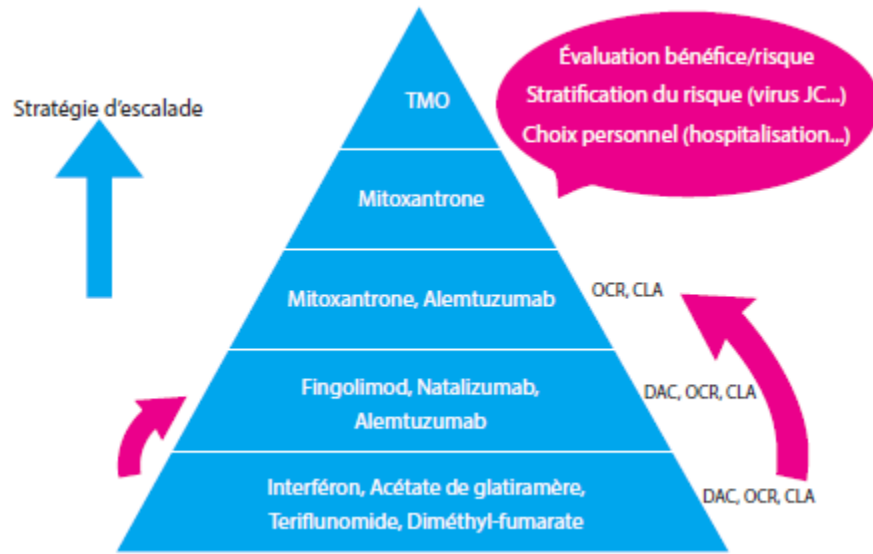 Évaluation bénéfice/risque
Stratification du risque (virus JC...)
Choix personnel (hospitalisation...)
Stratégie d'escalade
TMO
Mitoxantrone
Mitoxantrone, Alemtuzumab
OCR, CLA
Fingolimod, Natalizumab,
Alemtuzumab
DAC, OCR, CLA
Interféron, Acétate de glatiramère,
Teriflunomide, Diméthyl-fumarate
DAC, OCR, CLA